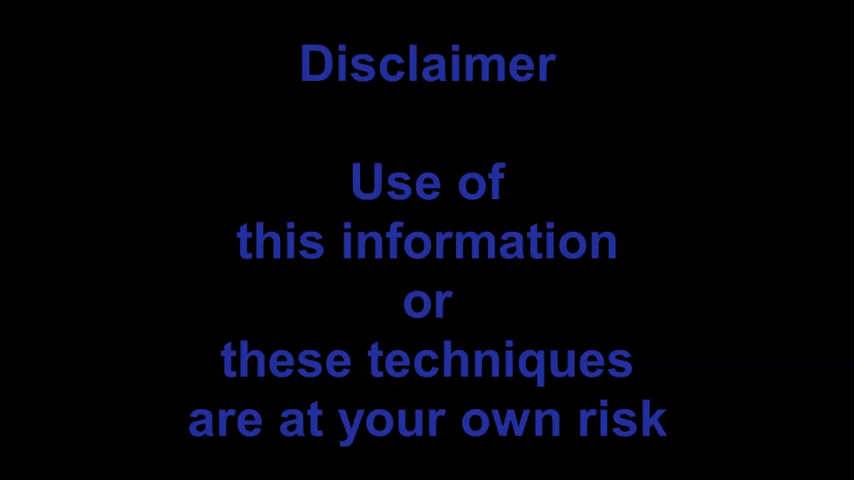 Disclaimer
Use of
this information
or
these techniques
are at your own risk